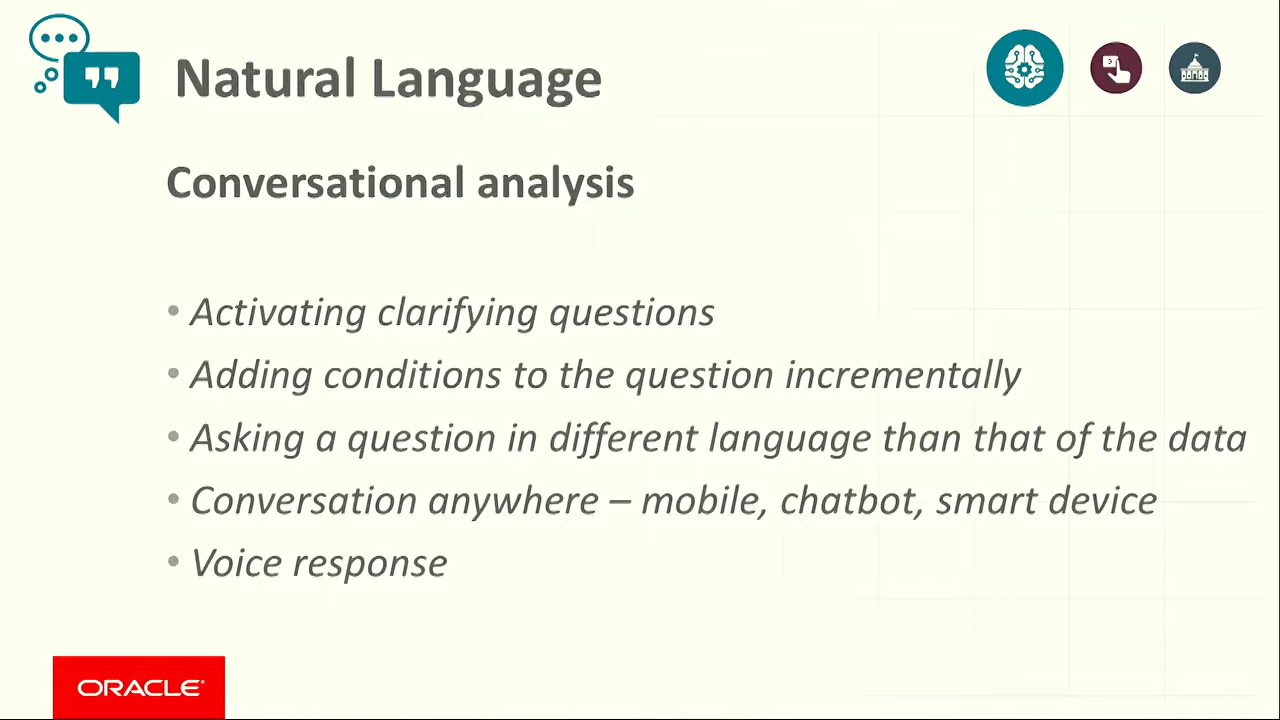 Natural Language
Conversational analysis
• Activating clarifying questions
• Adding conditions to the question incrementally
• Asking a question in different language than that of the data
• Conversation anywhere – mobile, chatbot, smart device
• Voice response
ORACLE®